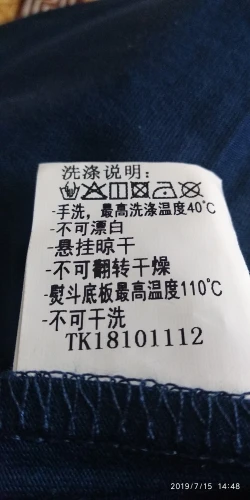 洗涤说明：
-手洗，最高洗涤温度40℃
-不可漂白
-悬挂晾干
-不可翻转干燥
-熨斗底板最高温度110℃
-不可干洗
TK18101112
2019/7/15 14:48